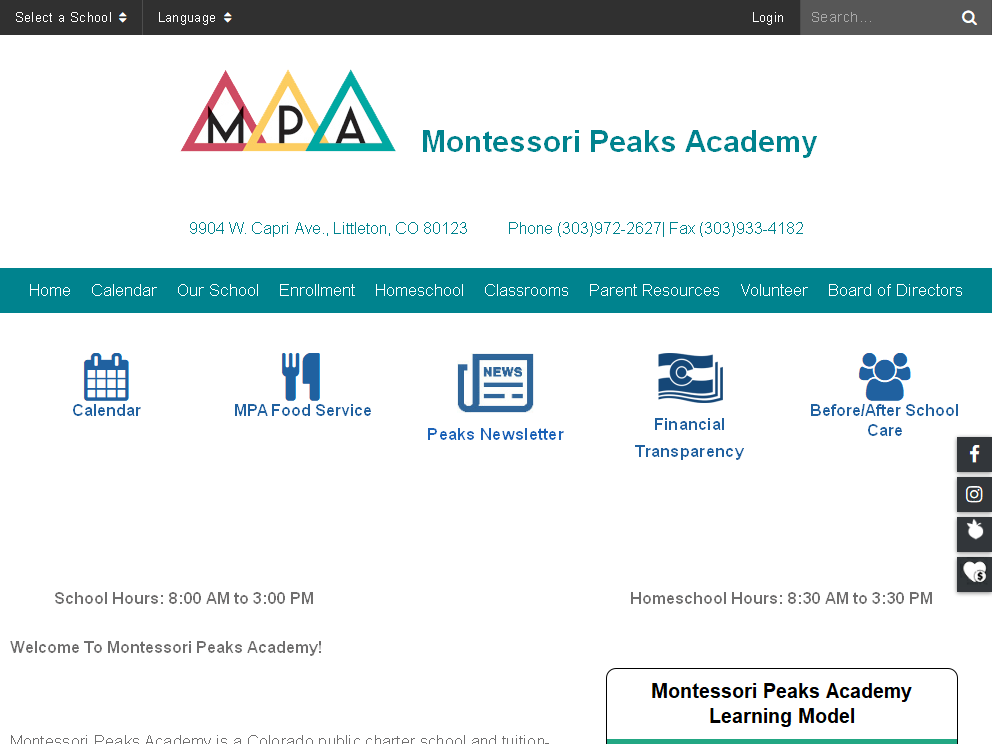 Select a School
Language
Login
Search...
MPA
Montessori Peaks Academy
9904 W. Capri Ave., Littleton, CO 80123
Phone (303)972-2627| Fax (303)933-4182
Home
Calendar
Our School
Enrollment
Homeschool
Classrooms
Parent Resources
Volunteer
Board of Directors
Calendar
MPA Food Service
NEWS
Peaks Newsletter
Financial
Transparency
Before/After School
Care
School Hours: 8:00 AM to 3:00 PM
Homeschool Hours: 8:30 AM to 3:30 PM
Welcome To Montessori Peaks Academy!
Montessori Peaks Academy
Learning Model
Montessori Peaks Academy is a Colorado public charter school and tuition-